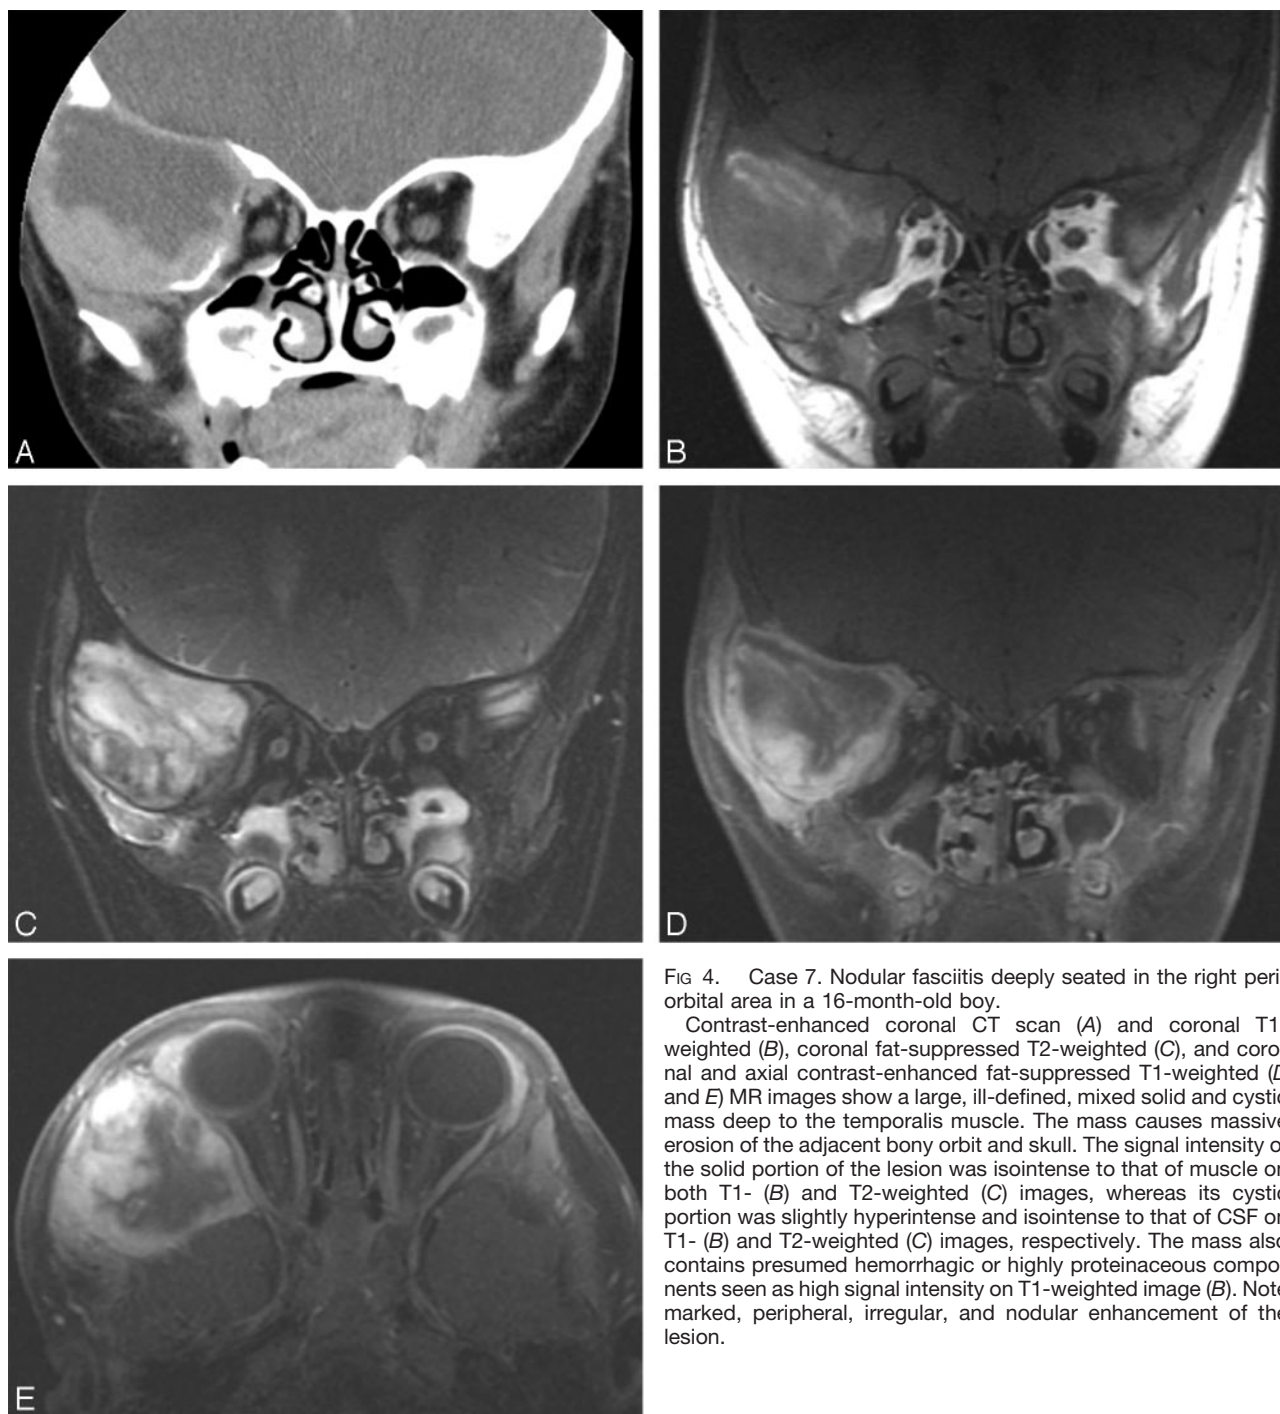 A
B
C
D
E
FIG 4. Case 7. Nodular fasciitis deeply seated in the right peri
orbital area in a 16-month-old boy.
Contrast-enhanced coronal CT scan (A) and coronal T1
weighted (B), coronal fat-suppressed T2-weighted (C), and coro
nal and axial contrast-enhanced fat-suppressed T1-weighted (D
and E) MR images show a large, ill-defined, mixed solid and cystic
mass deep to the temporalis muscle. The mass causes massive
erosion of the adjacent bony orbit and skull. The signal intensity o
the solid portion of the lesion was isointense to that of muscle on
both T1- (B) and T2-weighted (C) images, whereas its cystic
portion was slightly hyperintense and isointense to that of CSF on
T1- (B) and T2-weighted (C) images, respectively. The mass also
contains presumed hemorrhagic or highly proteinaceous compo
nents seen as high signal intensity on T1-weighted image (B). Note
marked, peripheral, irregular, and nodular enhancement of the
lesion.